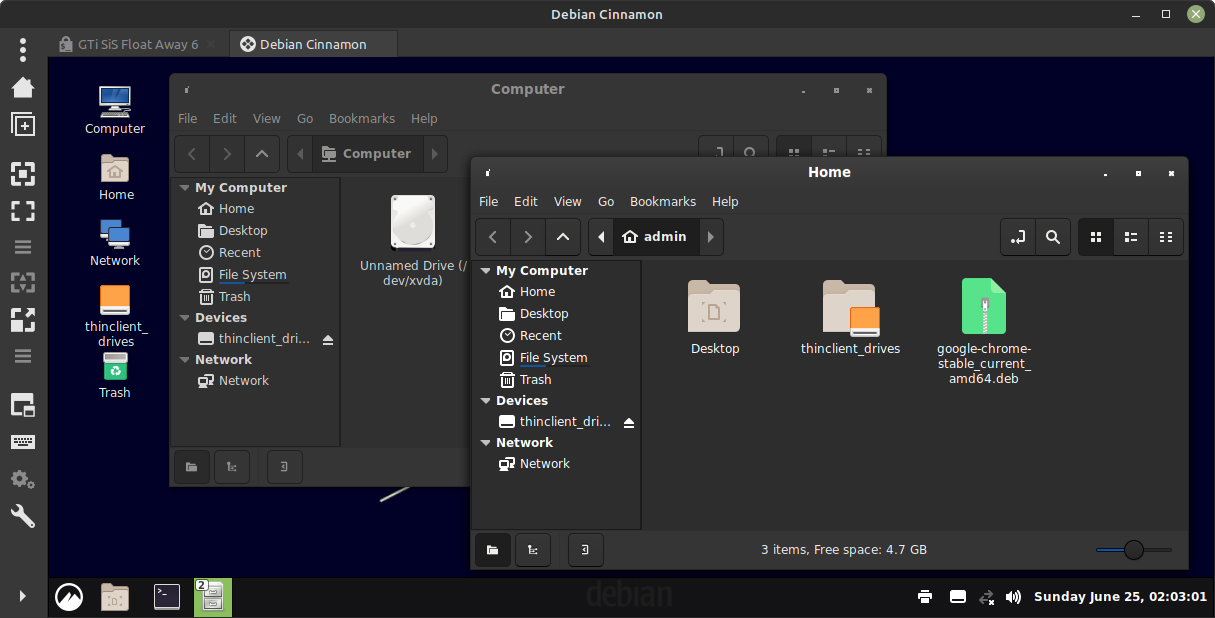 Debian Cinnamon
GTi SiS Float Away 6
Debian Cinnamon
Computer
Home
Network
thinclient_
drives
Trash
Computer
File Edit View Go Bookmarks Help
Computer
My Computer
Home
Desktop
Recent
File System
Trash
Devices
thinclient_dri...
Network
Network
Unnamed Drive (/
dev/xvda)
Home
File Edit View Go Bookmarks Help
admin
My Computer
Home
Desktop
Recent
File System
Trash
Devices
thinclient_dri...
Network
Network
Desktop
thinclient_drives
google-chrome-
stable_current_
amd64.deb
3 items, Free space: 4.7 GB
2
debian
Sunday June 25, 02:03:01